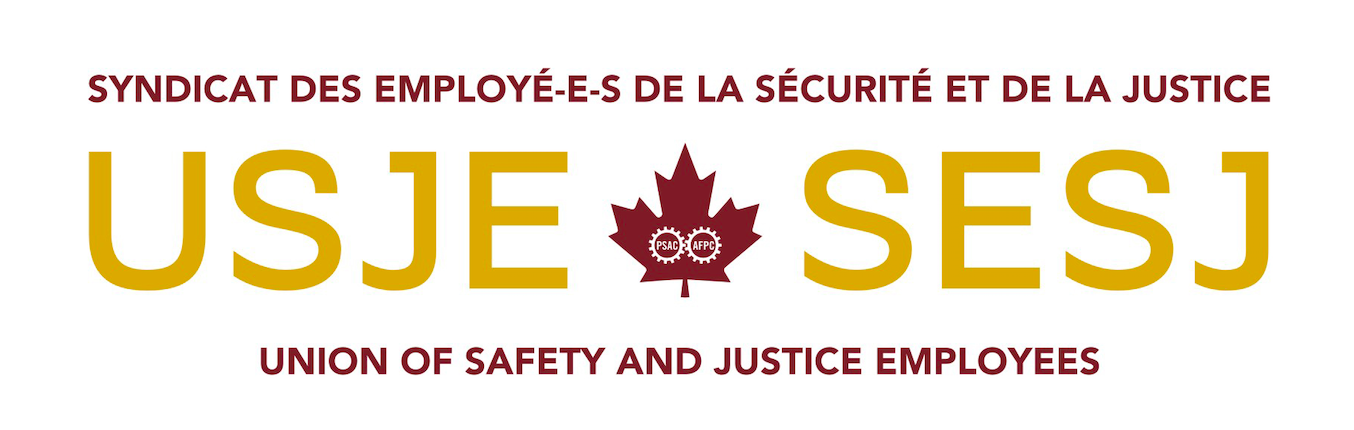 SYNDICAT DES EMPLOYÉ-E-S DE LA SÉCURITÉ ET DE LA JUSTICE
USJE SESJ
PSAC AFPC
UNION OF SAFETY AND JUSTICE EMPLOYEES